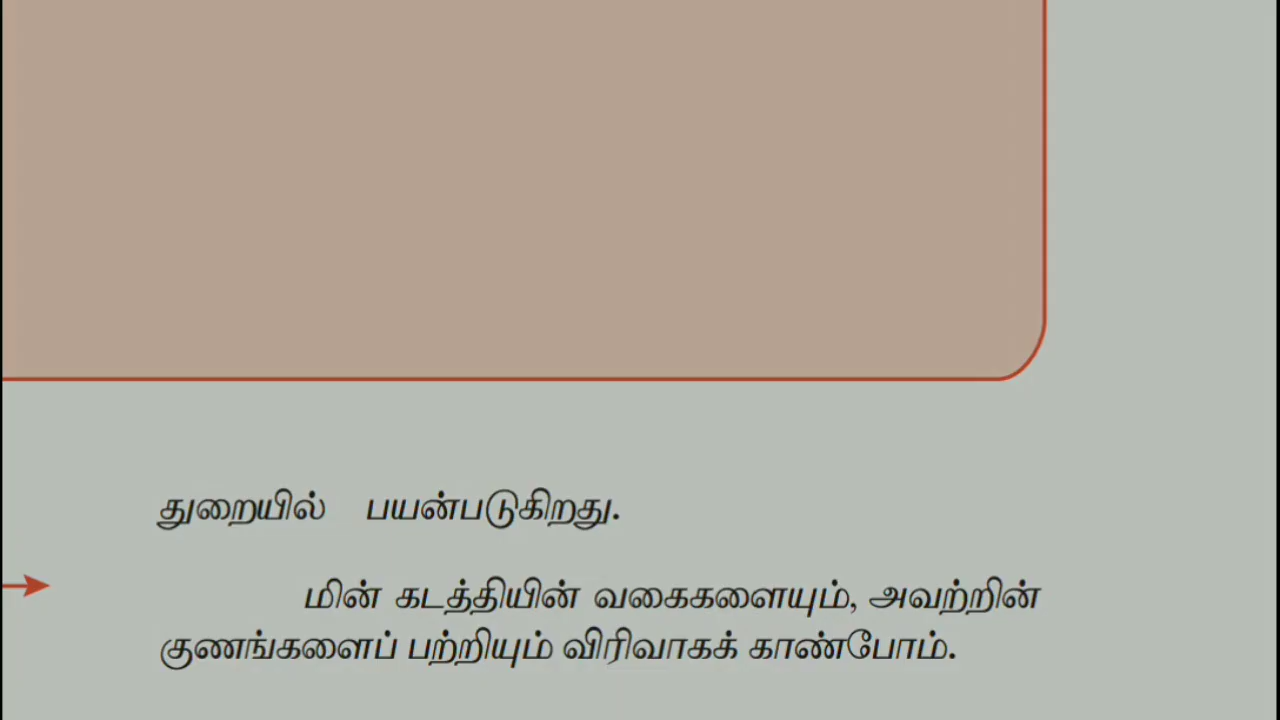 துறையில் பயன்படுகிறது.
மின் கடத்தியின் வகைகளையும், அவற்றின்
குணங்களைப் பற்றியும் விரிவாகக் காண்போம்.